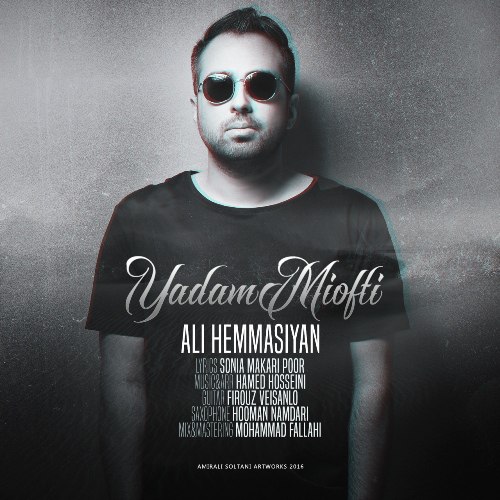 Yadam Miofti
ALI HEMMASIYAN
LYRICS SONIA MAKARI POOR
MUSIC&ARR HAMED HOSSEINI
GUITAR FIROUZ VEISANLO
SAXOPHONE HOOMAN NAMDARI
MIX&MASTERING MOHAMMAD FALLAHI
AMIRALI SOLTANI ARTWORKS 2016